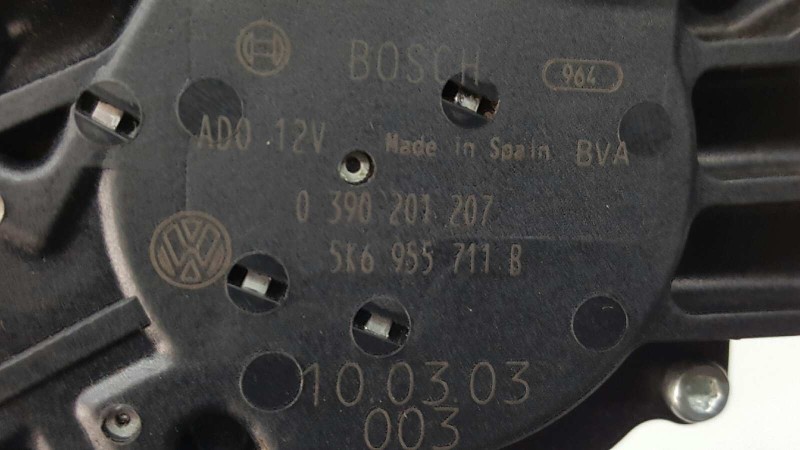 BOSCH 964
AD0 12V Made in Spain BVA
0 390 201 207
5K6 955 711 B
10.03.03
003